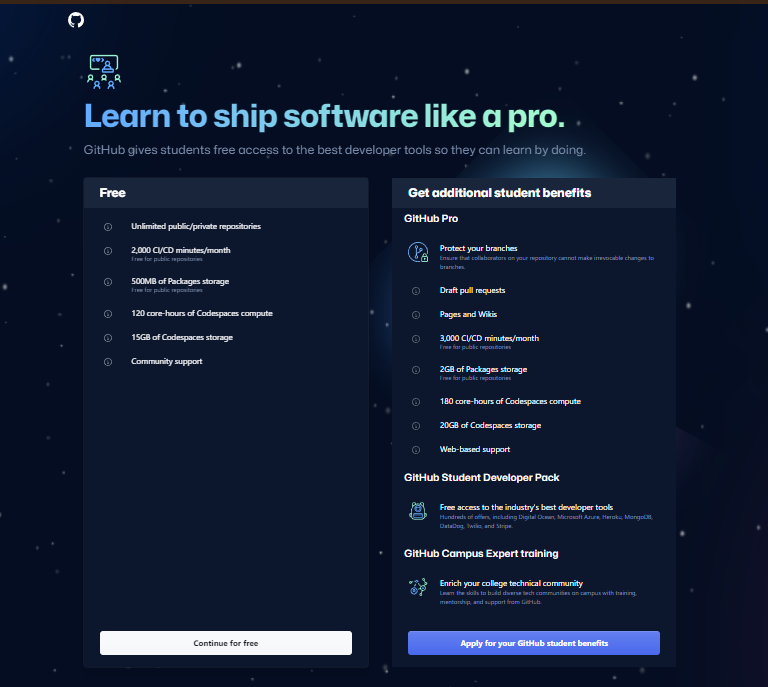 Learn to ship software like a pro.
GitHub gives students free access to the best developer tools so they can learn by doing.
Free
Unlimited public/private repositories
2,000 CI/CD minutes/month
Free for public repositories
500MB of Packages storage
Free for public repositories
120 core-hours of Codespaces compute
15GB of Codespaces storage
Community support
Continue for free
Get additional student benefits
GitHub Pro
Protect your branches
Ensure that collaborators on your repository cannot make irrevocable changes to
branches.
Draft pull requests
Pages and Wikis
3,000 CI/CD minutes/month
Free for public repositories
2GB of Packages storage
Free for public repositories
180 core-hours of Codespaces compute
20GB of Codespaces storage
Web-based support
GitHub Student Developer Pack
Free access to the industry's best developer tools
Hundreds of offers, including Digital Ocean, Microsoft Azure, Heroku, MongoDB,
DataDog, Twilio, and Stripe.
GitHub Campus Expert training
Enrich your college technical community
Learn the skills to build diverse tech communities on campus with training,
mentorship, and support from GitHub.
Apply for your GitHub student benefits